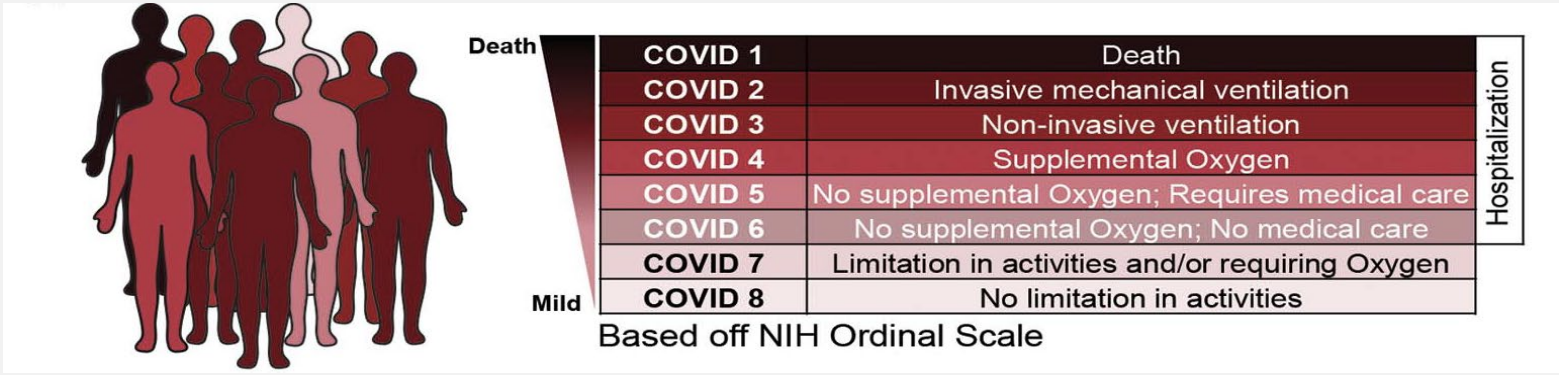 Death
COVID 1 Death
COVID 2 Invasive mechanical ventilation
COVID 3 Non-invasive ventilation
COVID 4 Supplemental Oxygen
COVID 5 No supplemental Oxygen; Requires medical care
COVID 6 No supplemental Oxygen; No medical care
COVID 7 Limitation in activities and/or requiring Oxygen
COVID 8 No limitation in activities
Mild
Hospitalization
Based off NIH Ordinal Scale